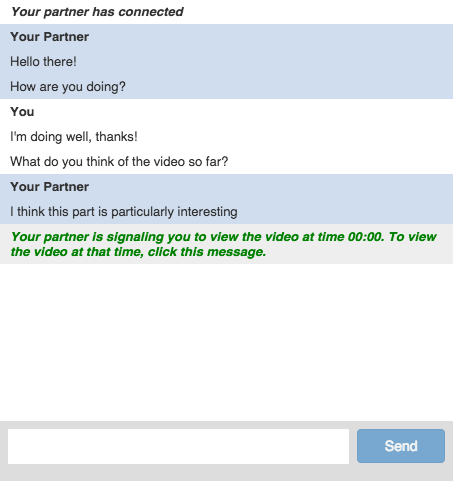 Your partner has connected
Your Partner
Hello there!
How are you doing?
You
I'm doing well, thanks!
What do you think of the video so far?
Your Partner
I think this part is particularly interesting
Your partner is signaling you to view the video at time 00:00. To view
the video at that time, click this message.
Send